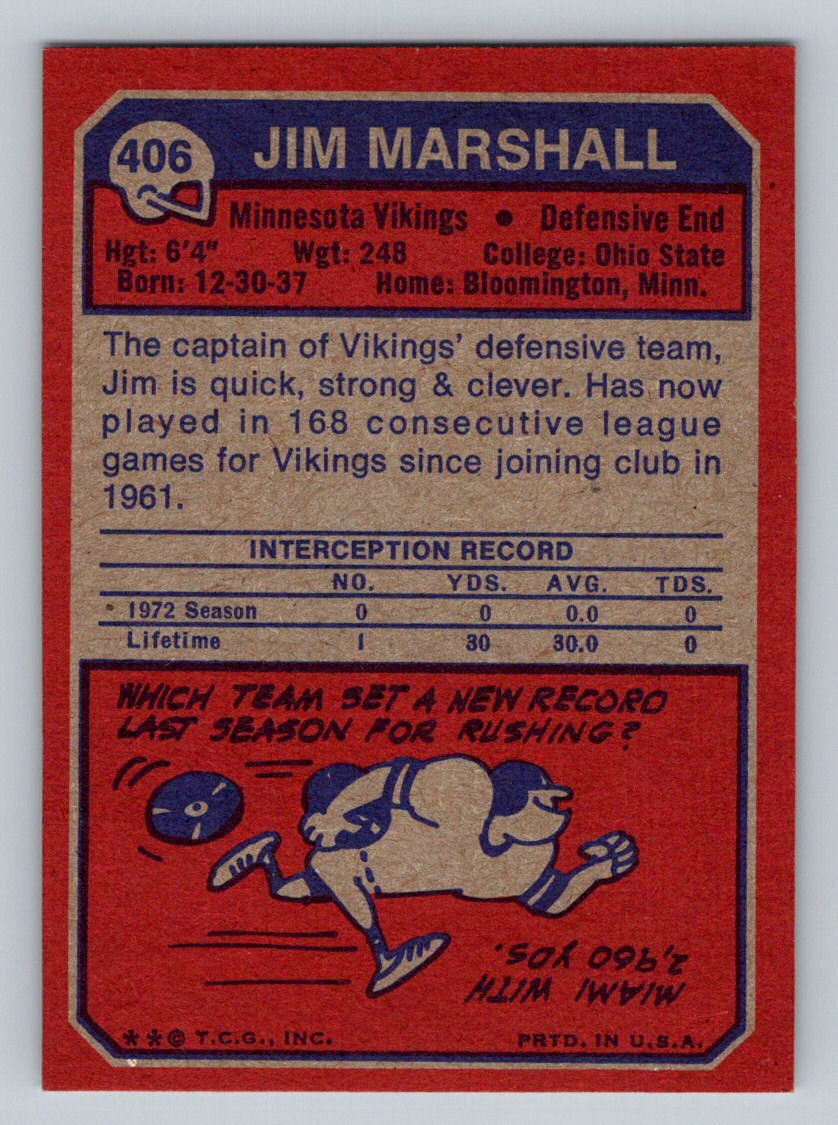 406 JIM MARSHALL
Minnesota Vikings • Defensive End
Hgt: 6'4" Wgt: 248 College: Ohio State
Born: 12-30-37 Home: Bloomington, Minn.
The captain of Vikings' defensive team,
Jim is quick, strong & clever. Has now
played in 168 consecutive league
games for Vikings since joining club in
1961.
INTERCEPTION RECORD
NO. YDS. AVG. TDS.
1972 Season 0 0 0.0 0
Lifetime 1 30 30.0 0
WHICH TEAM SET A NEW RECORD
LAST SEASON FOR RUSHING?
MIAMI WITH
2,960 YDS.
**© T.C.G., INC. PRTD. IN U.S.A.